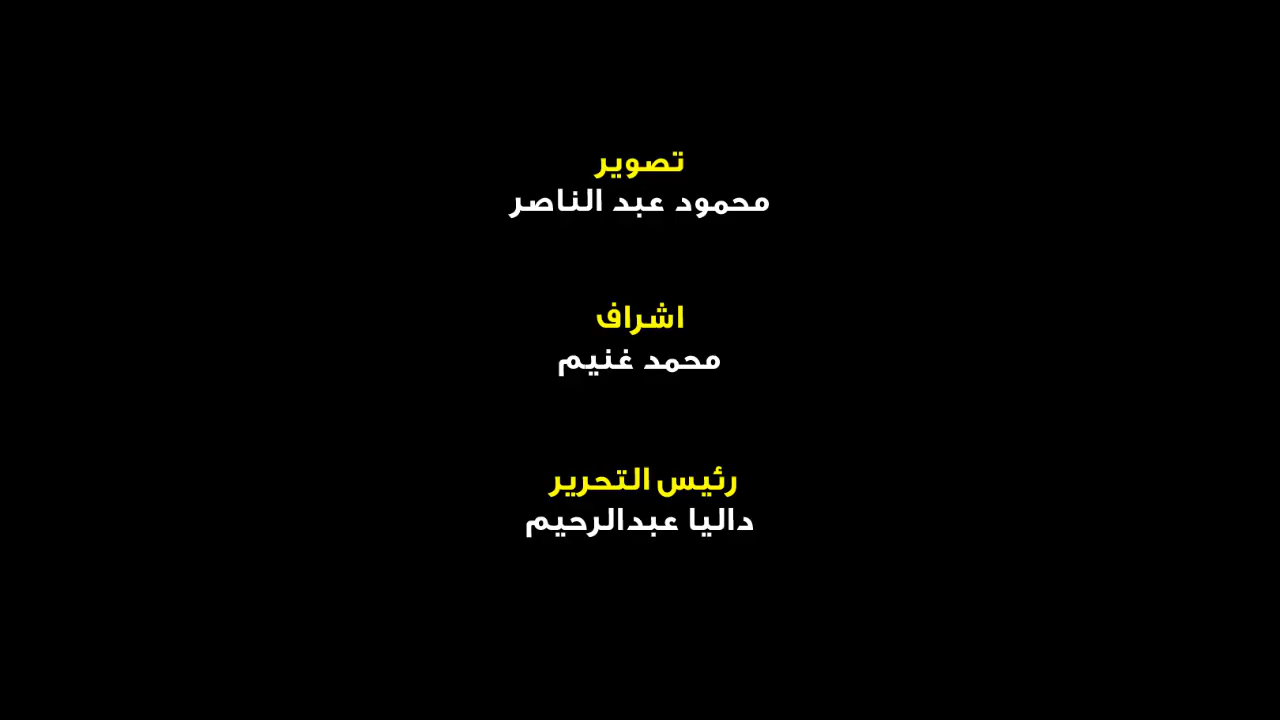 تصوير
محمود عبد الناصر
اشراف
محمد غنيم
رئيس التحرير
داليا عبدالرحيم